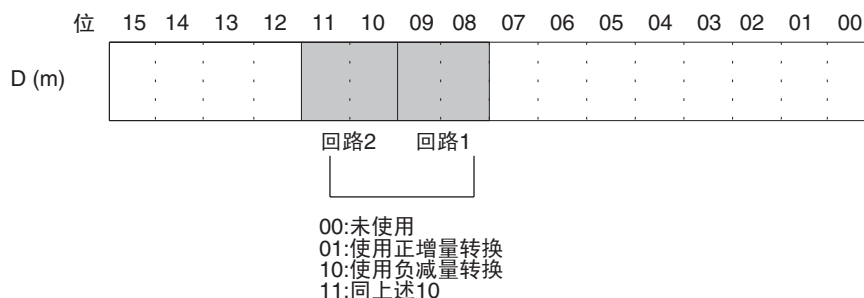 位 15 14 13 12 11 10 09 08 07 06 05 04 03 02 01 00
D (m)
回路2 回路1
00:未使用
01:使用正增量转换
10:使用负减量转换
11:同上述10